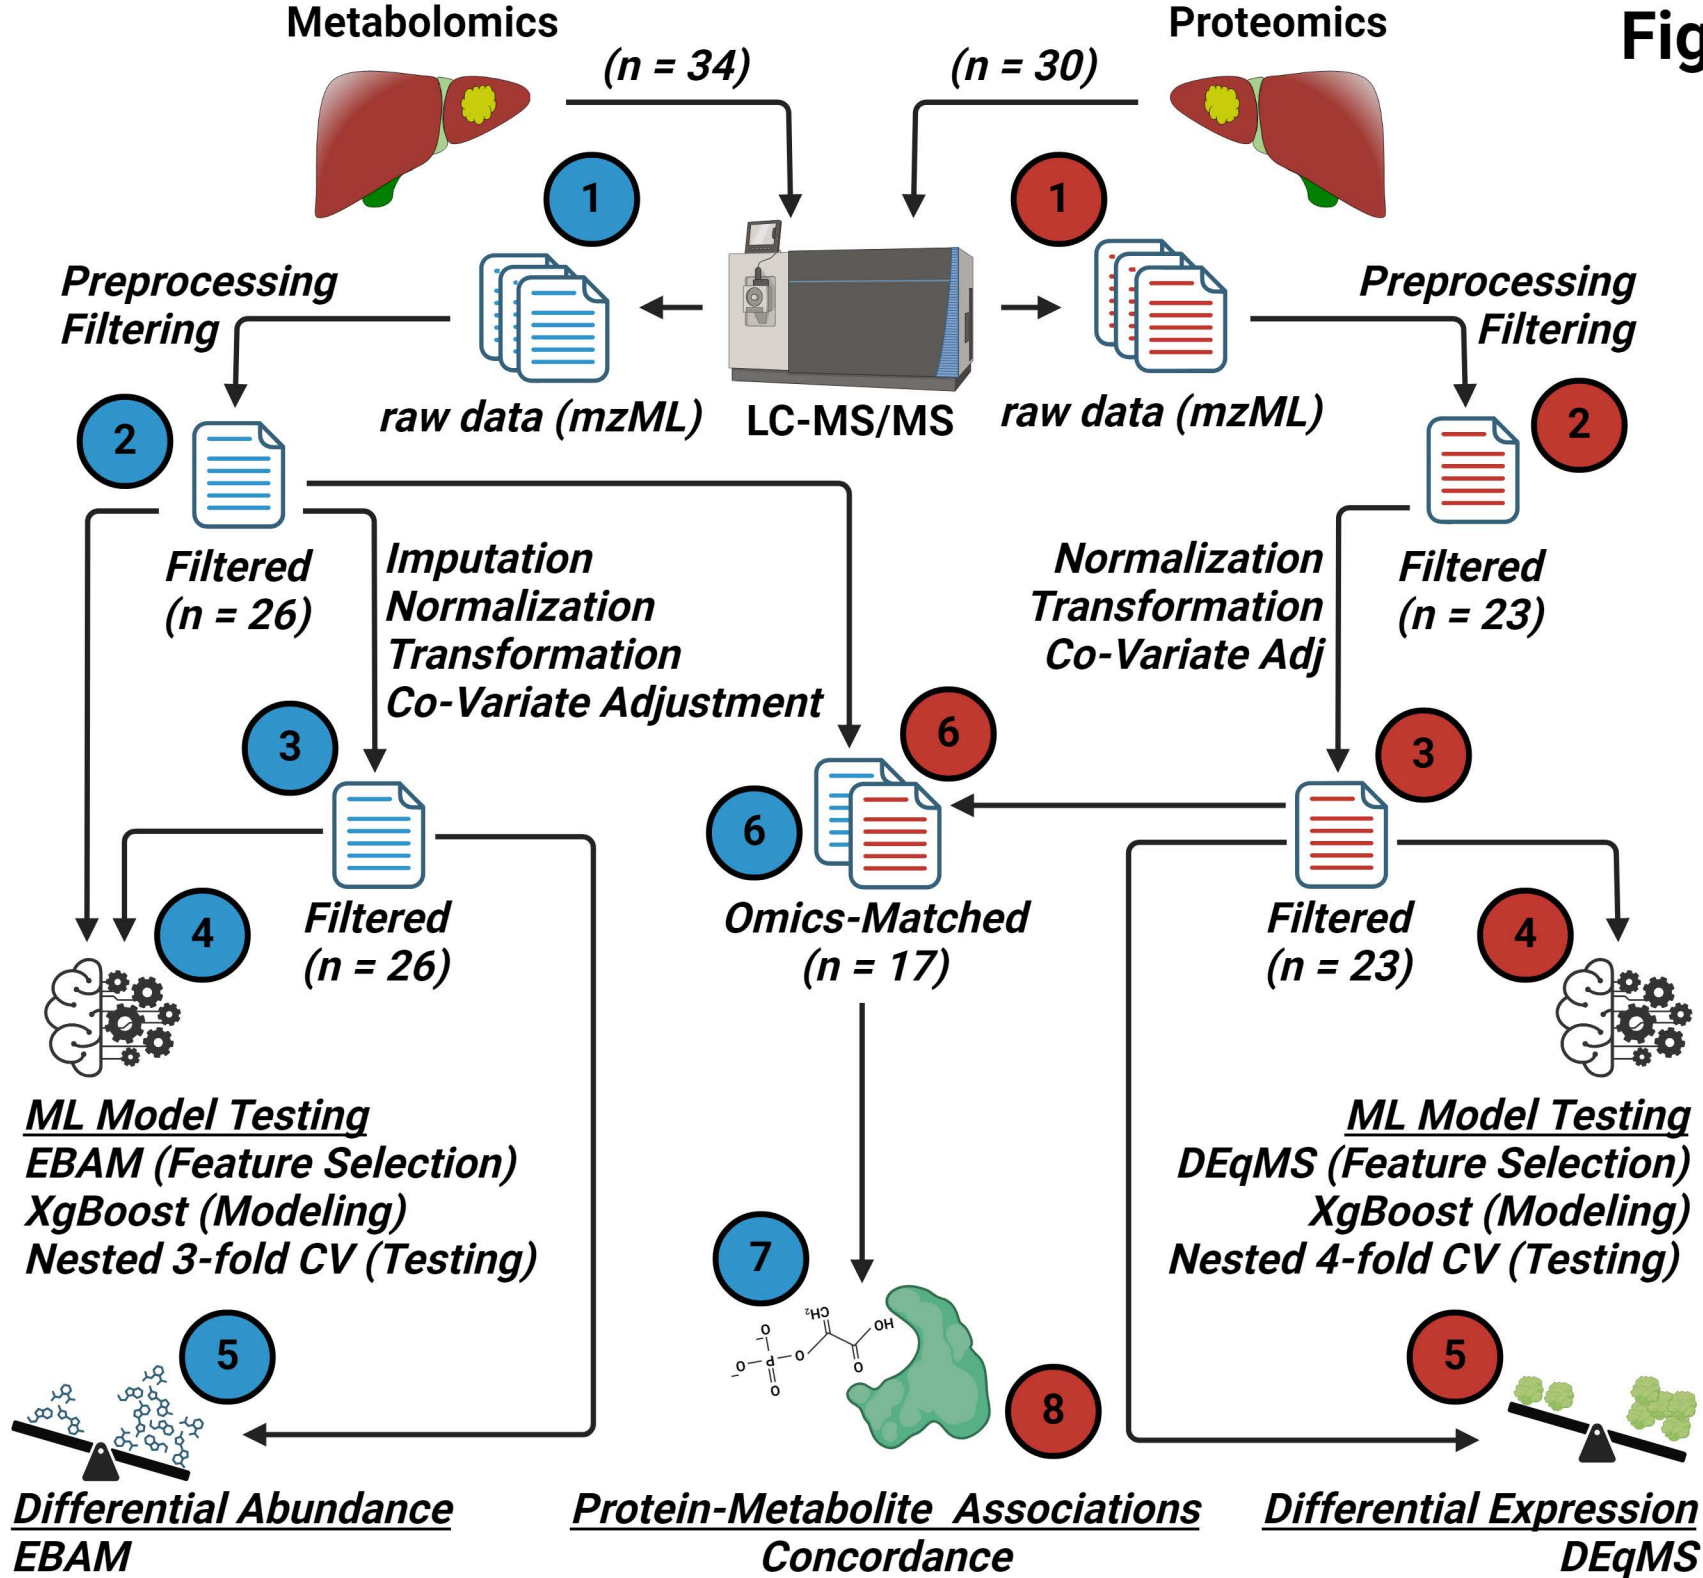 Metabolomics
Proteomics
Fig
(n = 34)
(n = 30)
1
1
Preprocessing
Filtering
Preprocessing
Filtering
raw data (mzML)
LC-MS/MS
raw data (mzML)
2
2
Filtered
(n = 26)
Imputation
Normalization
Transformation
Co-Variate Adjustment
Normalization
Transformation
Co-Variate Adj
Filtered
(n = 23)
3
6
3
6
4
Filtered
(n = 26)
Omics-Matched
(n = 17)
Filtered
(n = 23)
4
ML Model Testing
EBAM (Feature Selection)
XgBoost (Modeling)
Nested 3-fold CV (Testing)
ML Model Testing
DEqMS (Feature Selection)
XgBoost (Modeling)
Nested 4-fold CV (Testing)
7
CH2
OH
O
O
P
O
O
O
5
5
8
Differential Abundance
EBAM
Protein-Metabolite Associations
Concordance
Differential Expression
DEqMS